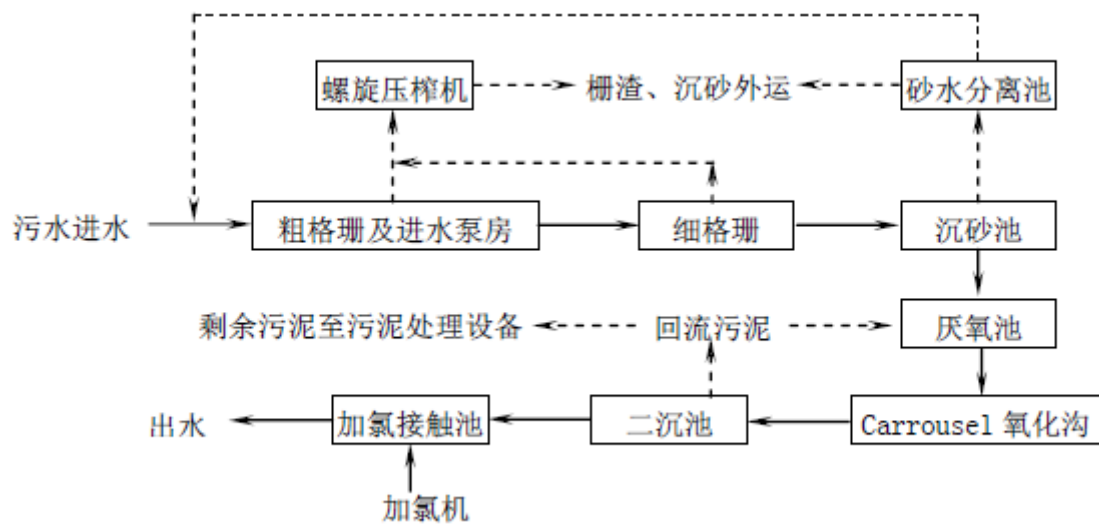 螺旋压榨机
栅渣、沉砂外运
砂水分离池
污水进水
粗格珊及进水泵房
细格珊
沉砂池
剩余污泥至污泥处理设备
回流污泥
厌氧池
出水
加氯接触池
二沉池
Carrousel 氧化沟
加氯机